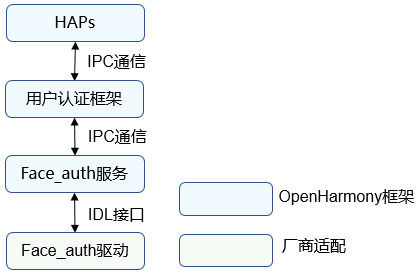 HAPs
IPC通信
用户认证框架
IPC通信
Face_auth服务
IDL接口
Face_auth驱动
OpenHarmony框架
厂商适配